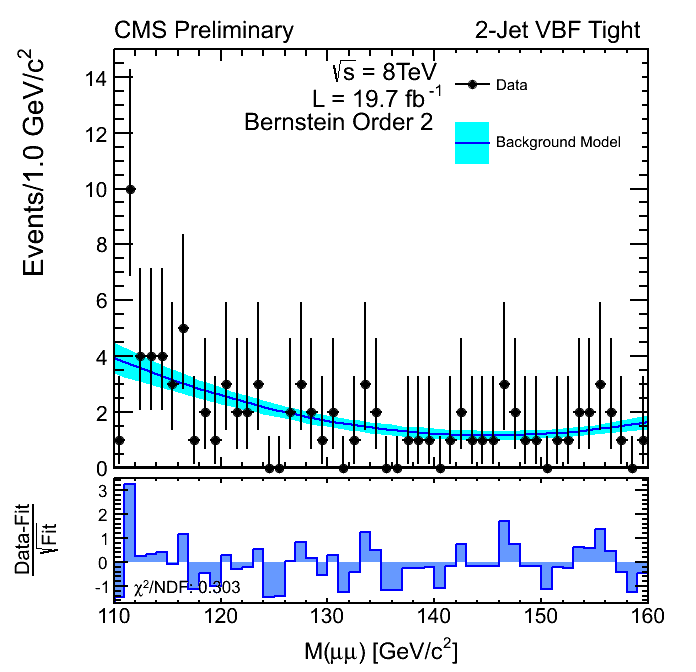 CMS Preliminary 2-Jet VBF Tight
√s = 8TeV
L = 19.7 fb⁻¹
Bernstein Order 2
Data
Background Model
Events/1.0 GeV/c²
14
12
10
8
6
4
2
0
Data-Fit
√Fit
3
2
1
0
-1
χ²/NDF: 0.303
110 120 130 140 150 160
M(μμ) [GeV/c²]